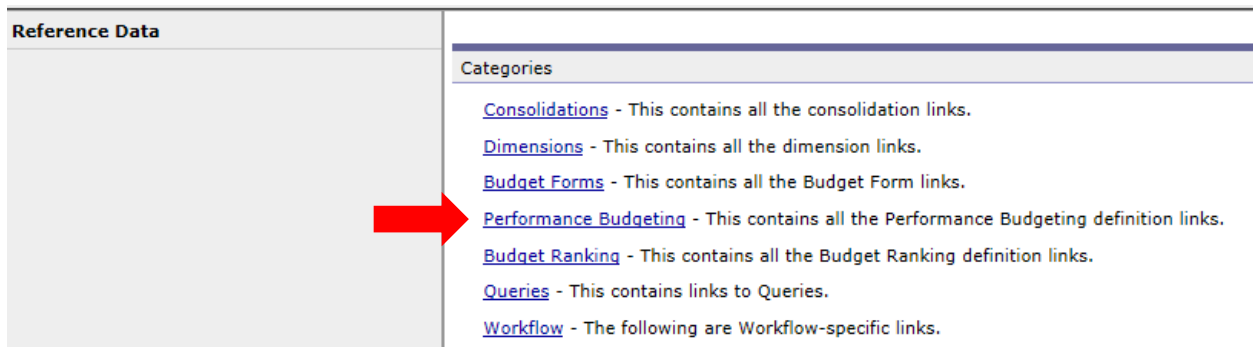 Reference Data
Categories
Consolidations - This contains all the consolidation links.
Dimensions - This contains all the dimension links.
Budget Forms - This contains all the Budget Form links.
Performance Budgeting - This contains all the Performance Budgeting definition links.
Budget Ranking - This contains all the Budget Ranking definition links.
Queries - This contains links to Queries.
Workflow - The following are Workflow-specific links.